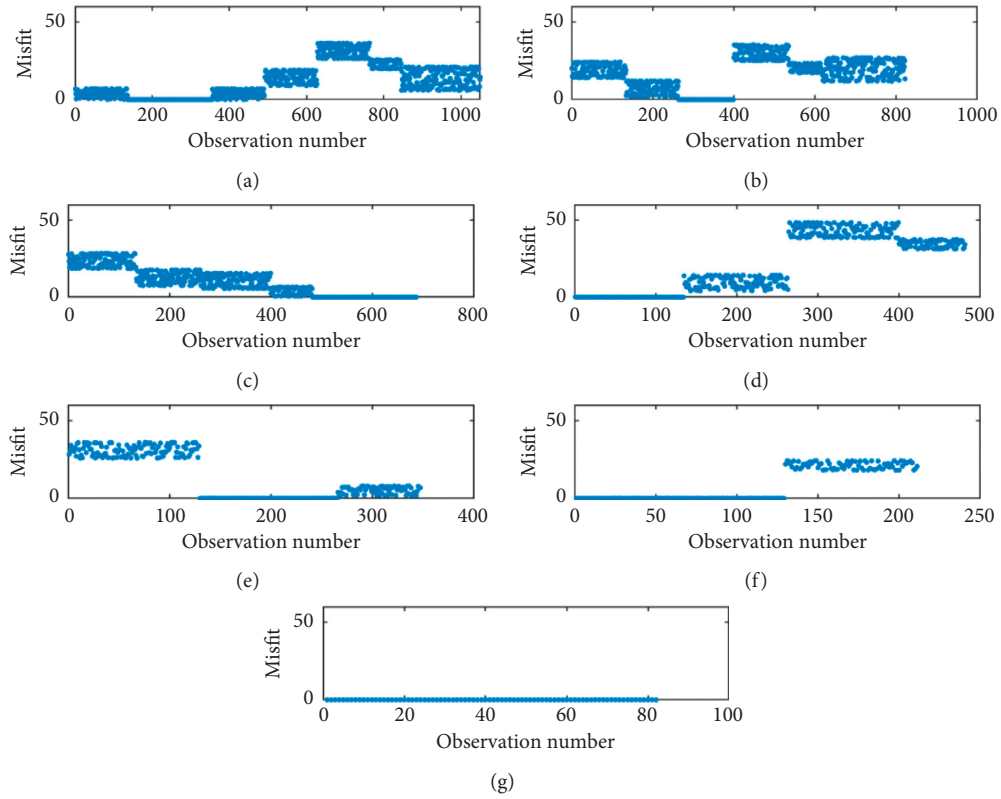 Misfit
50
0
0 200 400 600 800 1000
Observation number
(a)
Misfit
50
0
0 200 400 600 800 1000
Observation number
(b)
Misfit
50
0
0 200 400 600 800
Observation number
(c)
Misfit
50
0
0 100 200 300 400 500
Observation number
(d)
Misfit
50
0
0 100 200 300 400
Observation number
(e)
Misfit
50
0
0 50 100 150 200 250
Observation number
(f)
Misfit
50
0
0 20 40 60 80 100
Observation number
(g)